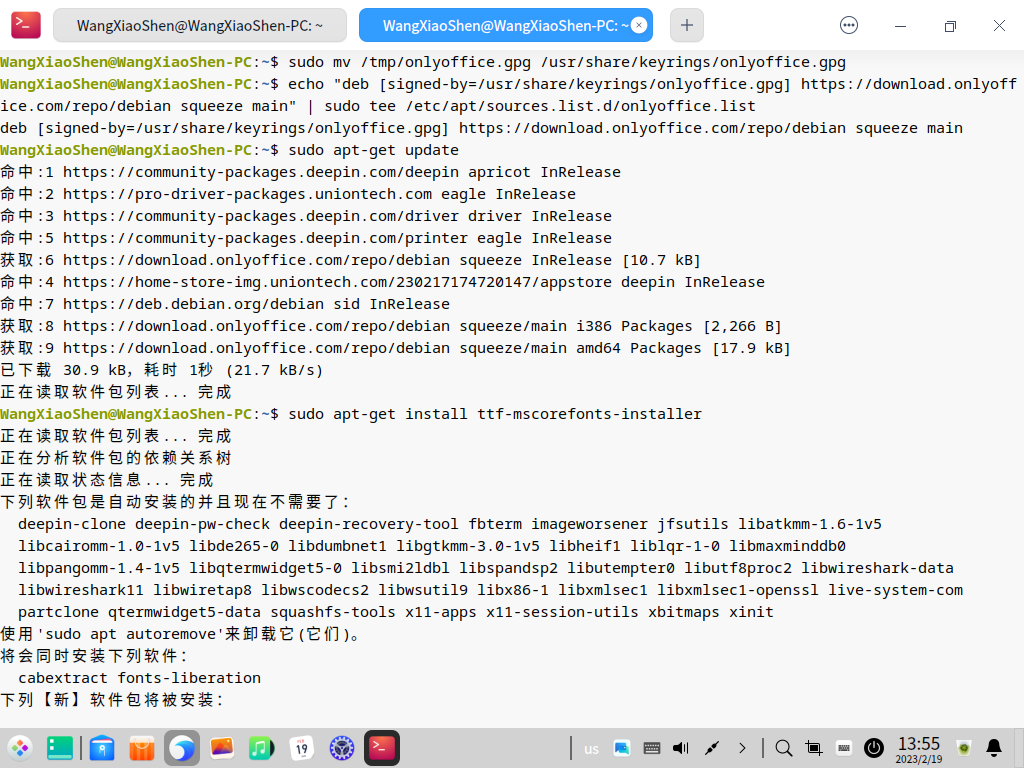 WangXiaoShen@WangXiaoShen-PC: ~
WangXiaoShen@WangXiaoShen-PC: ~
WangXiaoShen@WangXiaoShen-PC:~$ sudo mv /tmp/onlyoffice.gpg /usr/share/keyrings/onlyoffice.gpg
WangXiaoShen@WangXiaoShen-PC:~$ echo "deb [signed-by=/usr/share/keyrings/onlyoffice.gpg] https://download.onlyoff
ice.com/repo/debian squeeze main" | sudo tee /etc/apt/sources.list.d/onlyoffice.list
deb [signed-by=/usr/share/keyrings/onlyoffice.gpg] https://download.onlyoffice.com/repo/debian squeeze main
WangXiaoShen@WangXiaoShen-PC:~$ sudo apt-get update
命中:1 https://community-packages.deepin.com/deepin apricot InRelease
命中:2 https://pro-driver-packages.uniontech.com eagle InRelease
命中:3 https://community-packages.deepin.com/driver driver InRelease
命中:5 https://community-packages.deepin.com/printer eagle InRelease
获取:6 https://download.onlyoffice.com/repo/debian squeeze InRelease [10.7 kB]
命中:4 https://home-store-img.uniontech.com/230217174720147/appstore deepin InRelease
命中:7 https://deb.debian.org/debian sid InRelease
获取:8 https://download.onlyoffice.com/repo/debian squeeze/main i386 Packages [2,266 B]
获取:9 https://download.onlyoffice.com/repo/debian squeeze/main amd64 Packages [17.9 kB]
已下载 30.9 kB，耗时 1秒 (21.7 kB/s)
正在读取软件包列表... 完成
WangXiaoShen@WangXiaoShen-PC:~$ sudo apt-get install ttf-mscorefonts-installer
正在读取软件包列表... 完成
正在分析软件包的依赖关系树
正在读取状态信息... 完成
下列软件包是自动安装的并且现在不需要了：
deepin-clone deepin-pw-check deepin-recovery-tool fbterm imageworsener jfsutils libatkmm-1.6-1v5
libcairomm-1.0-1v5 libde265-0 libdumbnet1 libgtkmm-3.0-1v5 libheif1 liblqr-1-0 libmaxminddb0
libpangomm-1.4-1v5 libqtermwidget5-0 libsmi2ldbl libspandsp2 libutempter0 libutf8proc2 libwireshark-data
libwireshark11 libwiretap8 libwscodecs2 libwsutil9 libx86-1 libxmlsec1 libxmlsec1-openssl live-system-com
partclone qtermwidget5-data squashfs-tools x11-apps x11-session-utils xbitmaps xinit
使用'sudo apt autoremove'来卸载它(它们)。
将会同时安装下列软件：
cabextract fonts-liberation
下列【新】软件包将被安装：
19
us
13:55
2023/2/19